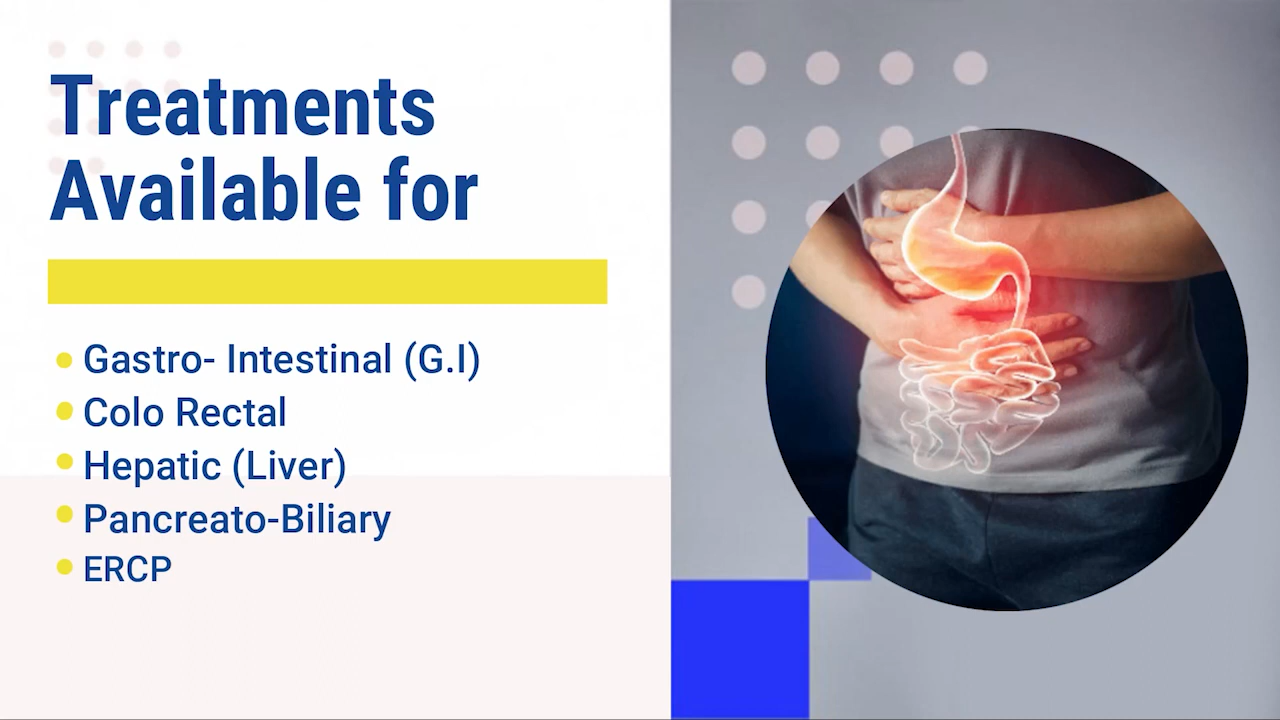 Treatments
Available for
Gastro- Intestinal (G.I)
Colo Rectal
Hepatic (Liver)
Pancreato-Biliary
ERCP